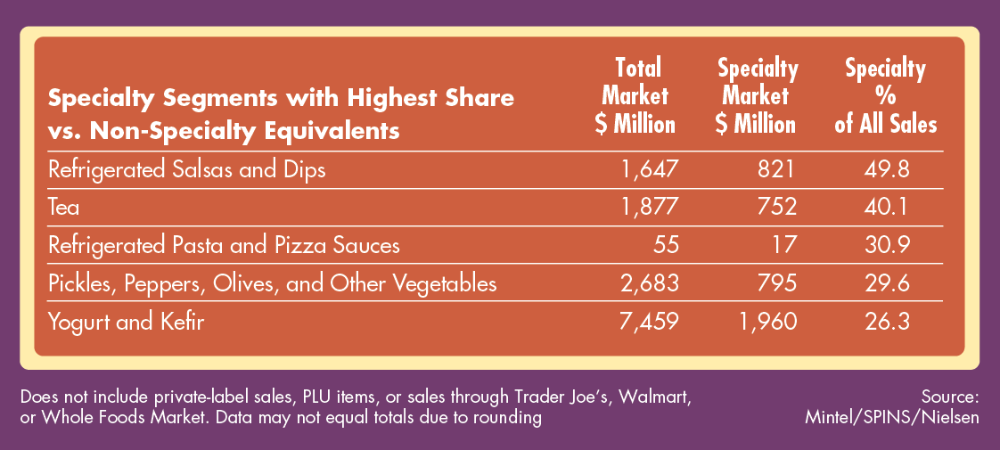 Specialty Segments with Highest Share
vs. Non-Specialty Equivalents
Total
Market
$ Million
Specialty
Market
$ Million
Specialty
%
of All Sales
Refrigerated Salsas and Dips 1,647 821 49.8
Tea 1,877 752 40.1
Refrigerated Pasta and Pizza Sauces 55 17 30.9
Pickles, Peppers, Olives, and Other Vegetables 2,683 795 29.6
Yogurt and Kefir 7,459 1,960 26.3
Does not include private-label sales, PLU items, or sales through Trader Joe’s, Walmart,
or Whole Foods Market. Data may not equal totals due to rounding
Source:
Mintel/SPINS/Nielsen